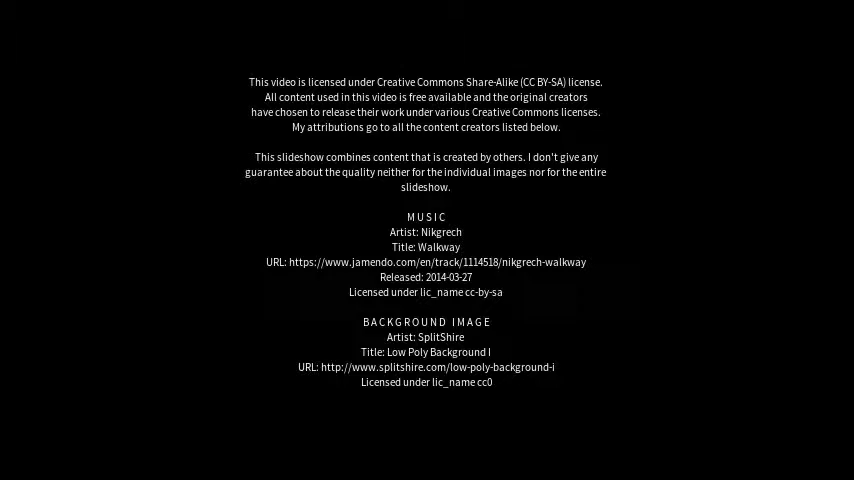 This video is licensed under Creative Commons Share-Alike (CC BY-SA) license.
All content used in this video is free available and the original creators
have chosen to release their work under various Creative Commons licenses.
My attributions go to all the content creators listed below.
This slideshow combines content that is created by others. I don't give any
guarantee about the quality neither for the individual images nor for the entire
slideshow.
MUSIC
Artist: Nikgrech
Title: Walkway
URL: https://www.jamendo.com/en/track/1114518/nikgrech-walkway
Released: 2014-03-27
Licensed under lic_name cc-by-sa
BACKGROUND IMAGE
Artist: SplitShire
Title: Low Poly Background I
URL: http://www.splitshire.com/low-poly-background-i
Licensed under lic_name cc0